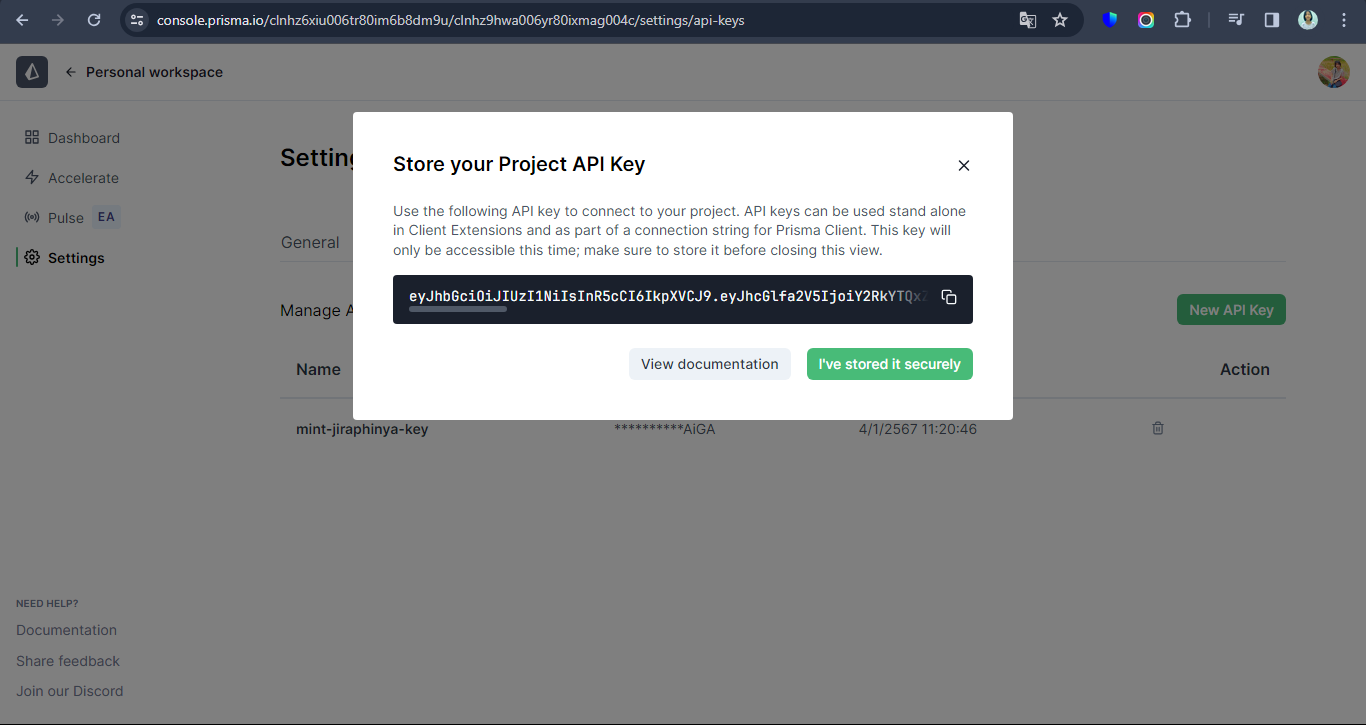 console.prisma.io/clnhz6xiu006tr80im6b8dm9u/clnhz9hwa006yr80ixmag004c/settings/api-keys
Personal workspace
Dashboard
Accelerate
Pulse EA
Settings
Settin
General
Manage A
New API Key
Name
Action
mint-jiraphinya-key
**********AiGA
4/1/2567 11:20:46
Store your Project API Key
Use the following API key to connect to your project. API keys can be used stand alone
in Client Extensions and as part of a connection string for Prisma Client. This key will
only be accessible this time; make sure to store it before closing this view.
eyJhbGciOiJIUzI1NiIsInR5cCI6IkpXVCJ9.eyJhcGlfa2V5IjoiY2RkYTQxZ
View documentation
I've stored it securely
NEED HELP?
Documentation
Share feedback
Join our Discord